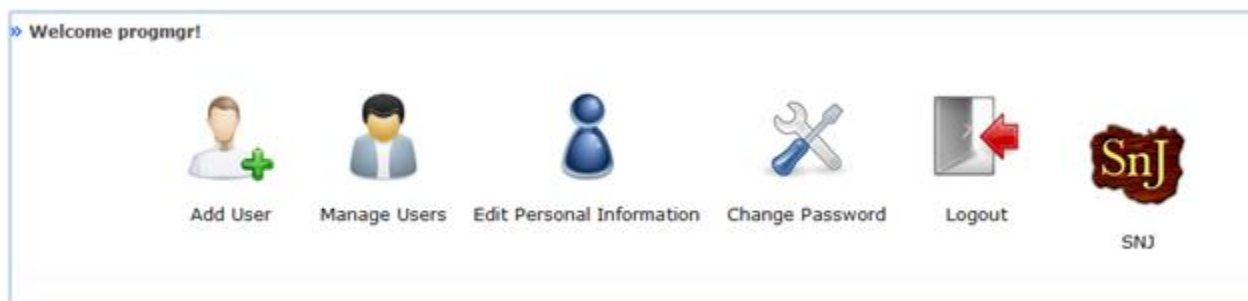 » Welcome progmgr!
Add User
Manage Users
Edit Personal Information
Change Password
Logout
SnJ
SNJ